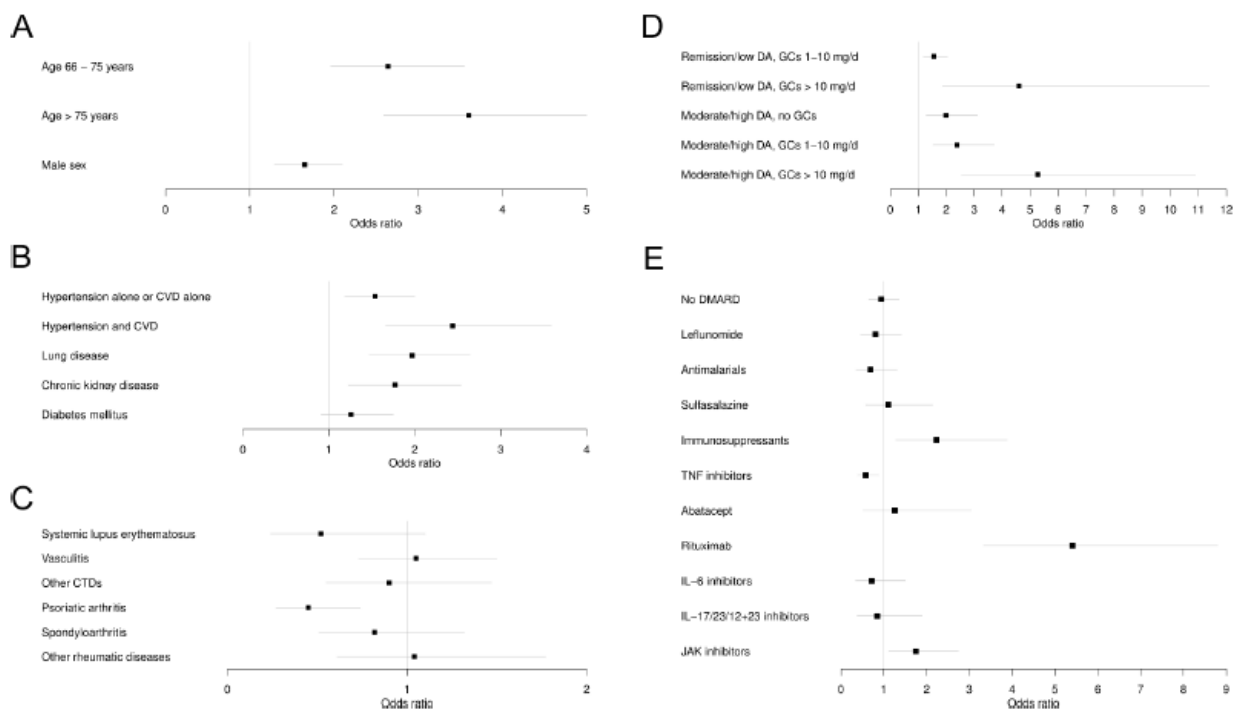 A
Age 66 – 75 years
Age > 75 years
Male sex
0 1 2 3 4 5
Odds ratio
B
Hypertension alone or CVD alone
Hypertension and CVD
Lung disease
Chronic kidney disease
Diabetes mellitus
0 1 2 3 4
Odds ratio
C
Systemic lupus erythematosus
Vasculitis
Other CTDs
Psoriatic arthritis
Spondyloarthritis
Other rheumatic diseases
0 1 2
Odds ratio
D
Remission/low DA, GCs 1–10 mg/d
Remission/low DA, GCs > 10 mg/d
Moderate/high DA, no GCs
Moderate/high DA, GCs 1–10 mg/d
Moderate/high DA, GCs > 10 mg/d
0 1 2 3 4 5 6 7 8 9 10 11 12
Odds ratio
E
No DMARD
Leflunomide
Antimalarials
Sulfasalazine
Immunosuppressants
TNF inhibitors
Abatacept
Rituximab
IL–6 inhibitors
IL–17/23/12+23 inhibitors
JAK inhibitors
0 1 2 3 4 5 6 7 8 9
Odds ratio